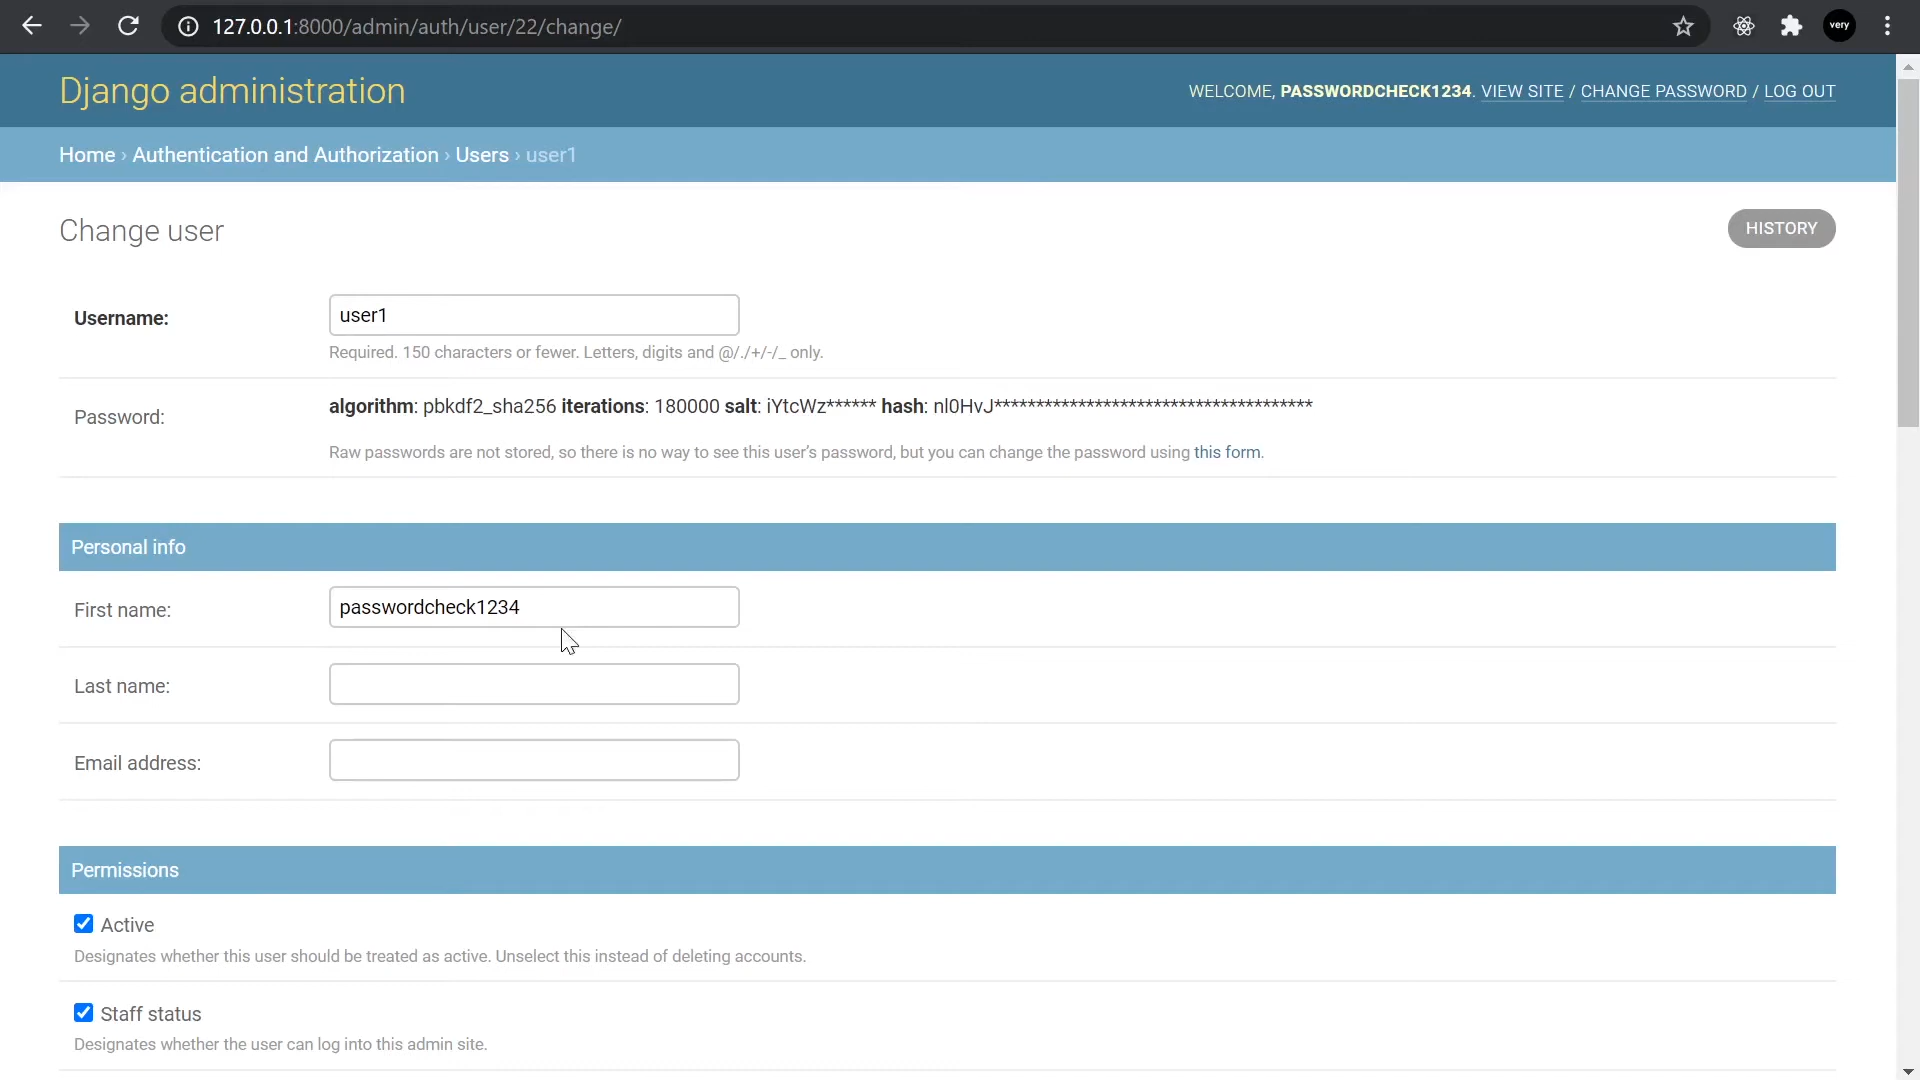 127.0.0.1:8000/admin/auth/user/22/change/
very
Django administration
WELCOME, PASSWORDCHECK1234. VIEW SITE / CHANGE PASSWORD / LOG OUT
Home › Authentication and Authorization › Users › user1
Change user
HISTORY
Username:
user1
Required. 150 characters or fewer. Letters, digits and @/./+/-/_ only.
Password:
algorithm: pbkdf2_sha256 iterations: 180000 salt: iYtcWz****** hash: nl0HvJ**************************************
Raw passwords are not stored, so there is no way to see this user’s password, but you can change the password using this form.
Personal info
First name:
passwordcheck1234
Last name:
Email address:
Permissions
Active
Designates whether this user should be treated as active. Unselect this instead of deleting accounts.
Staff status
Designates whether the user can log into this admin site.